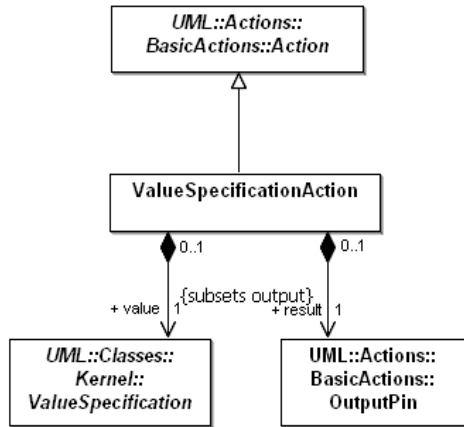 UML::Actions::
BasicActions::Action
ValueSpecificationAction
0..1
0..1
{subsets output}
+ value
1
+ result
1
UML::Classes::
Kernel::
ValueSpecification
UML::Actions::
BasicActions::
OutputPin